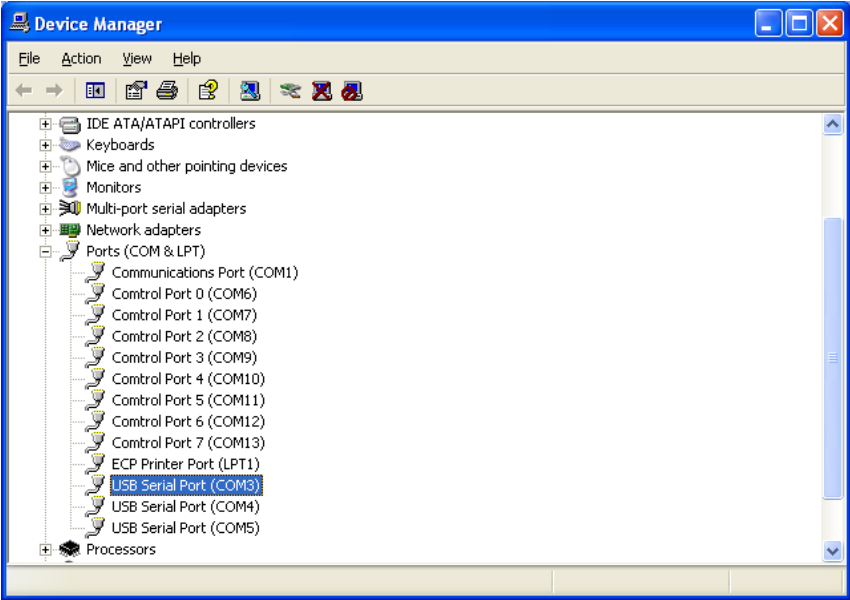 Device Manager
File Action View Help
IDE ATA/ATAPI controllers
Keyboards
Mice and other pointing devices
Monitors
Multi-port serial adapters
Network adapters
Ports (COM & LPT)
Communications Port (COM1)
Comtrol Port 0 (COM6)
Comtrol Port 1 (COM7)
Comtrol Port 2 (COM8)
Comtrol Port 3 (COM9)
Comtrol Port 4 (COM10)
Comtrol Port 5 (COM11)
Comtrol Port 6 (COM12)
Comtrol Port 7 (COM13)
ECP Printer Port (LPT1)
USB Serial Port (COM3)
USB Serial Port (COM4)
USB Serial Port (COM5)
Processors